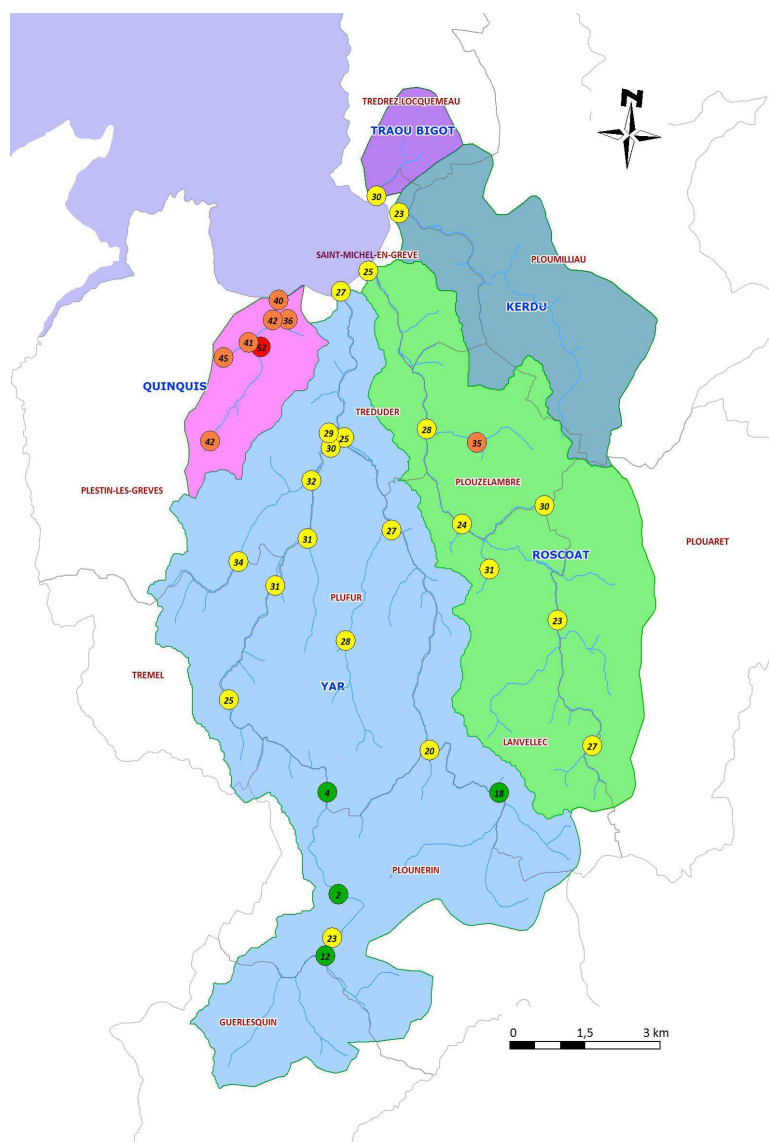 N
TREDREZ-LOCQUEMEAU
TRAOU BIGOT
30
23
SAINT-MICHEL-EN-GREVE
PLOUMILLIAU
25
27
40
KERDU
42
36
41
52
45
QUINQUIS
TREDUDER
28
35
29
25
30
42
PLESTIN-LES-GREVES
32
PLOUZELAMBRE
30
24
27
31
PLOUARET
ROSCOAT
34
31
31
PLUFUR
23
28
TREMEL
YAR
25
LANVELLEC
27
20
4
18
PLOUNERIN
2
23
12
GUERLESQUIN
0 1,5 3 km